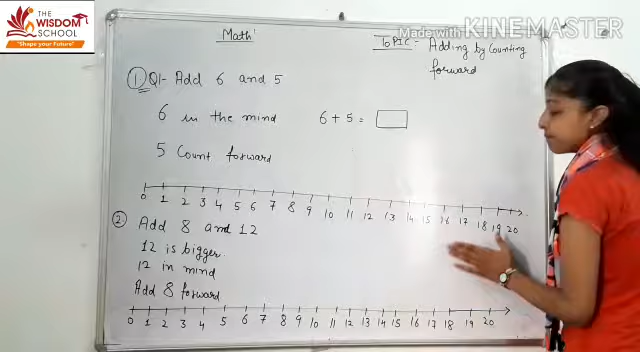 THE
WISDOM
SCHOOL
"Shape your Future"
Made with KINEMASTER
Math'
TOPIC - Adding by Counting
forward
① Q1- Add 6 and 5
6 in the mind 6 + 5 =
5 Count forward
0 1 2 3 4 5 6 7 8 9 10 11 12 13 14 15 16 17 18 19 20
② Add 8 and 12
12 is bigger.
12 in mind
Add 8 forward
0 1 2 3 4 5 6 7 8 9 10 11 12 13 14 15 16 17 18 19 20